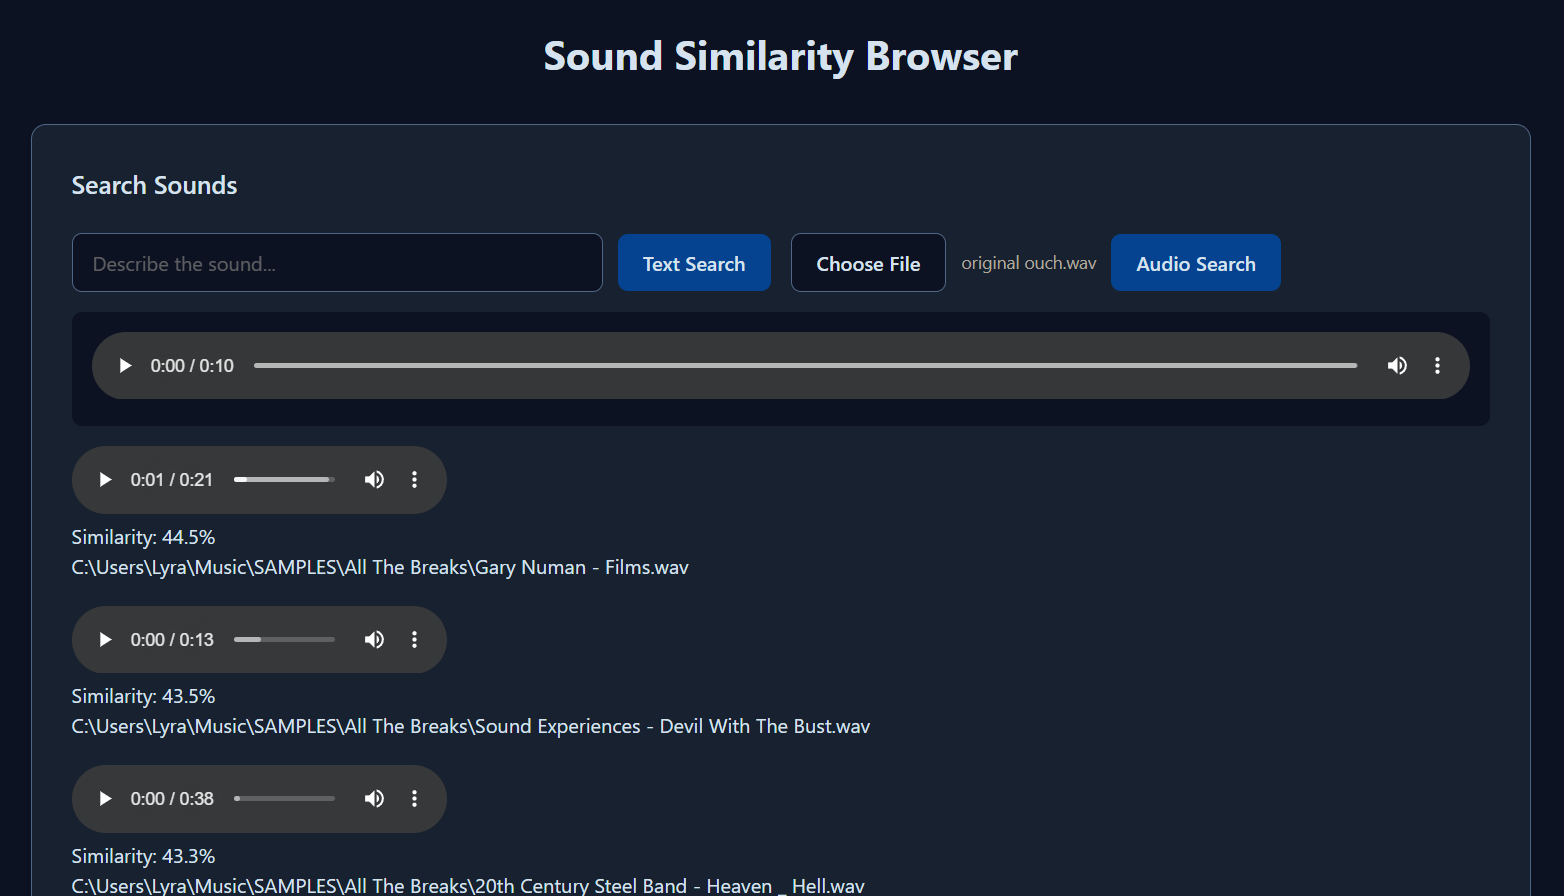 Sound Similarity Browser
Search Sounds
Describe the sound...
Text Search
Choose File
original ouch.wav
Audio Search
0:00 / 0:10
0:01 / 0:21
Similarity: 44.5%
C:\Users\Lyra\Music\SAMPLES\All The Breaks\Gary Numan - Films.wav
0:00 / 0:13
Similarity: 43.5%
C:\Users\Lyra\Music\SAMPLES\All The Breaks\Sound Experiences - Devil With The Bust.wav
0:00 / 0:38
Similarity: 43.3%
C:\Users\Lyra\Music\SAMPLES\All The Breaks\20th Century Steel Band - Heaven _ Hell.wav